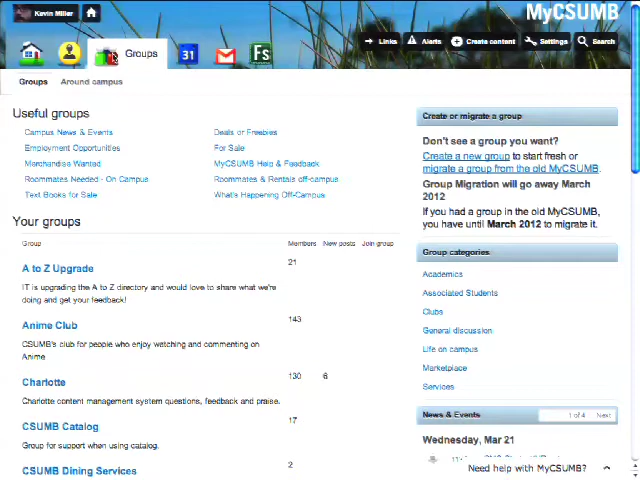 Kevin Miller
MyCSUMB
Groups
31
Fs
Links
Alerts
Create content
Settings
Search
Groups
Around campus
Useful groups
Campus News & Events
Deals or Freebies
Employment Opportunities
For Sale
Merchandise Wanted
MyCSUMB Help & Feedback
Roommates Needed - On Campus
Roommates & Rentals off-campus
Text Books for Sale
What's Happening Off-Campus
Your groups
Group Members New posts Join group
A to Z Upgrade 21
IT is upgrading the A to Z directory and would love to share what we're
doing and get your feedback!
Anime Club 143
CSUMB's club for people who enjoy watching and commenting on
Anime
Charlotte 130 6
Charlotte content management system questions, feedback and praise.
CSUMB Catalog 17
Group for support when using catalog.
CSUMB Dining Services 2
Create or migrate a group
Don't see a group you want?
Create a new group to start fresh or
migrate a group from the old MyCSUMB.
Group Migration will go away March
2012
If you had a group in the old MyCSUMB,
you have until March 2012 to migrate it.
Group categories
Academics
Associated Students
Clubs
General discussion
Life on campus
Marketplace
Services
News & Events
1 of 4 Next
Wednesday, Mar 21
Need help with MyCSUMB?